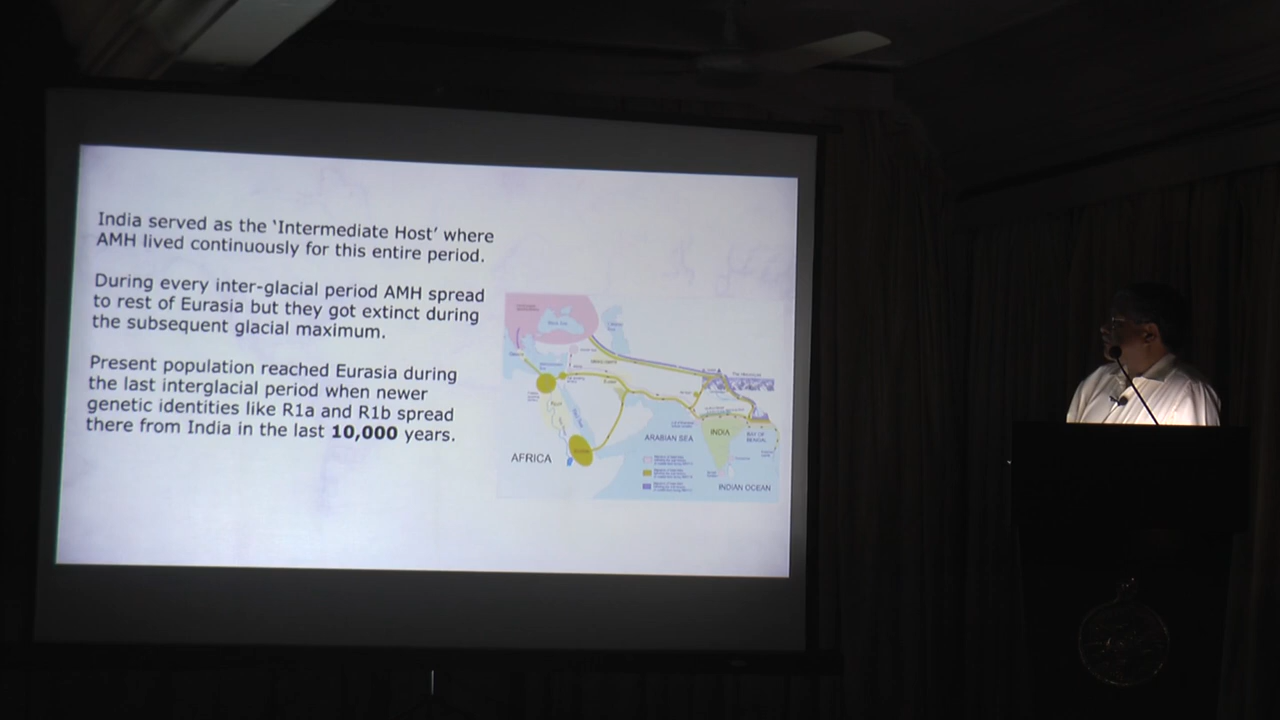 India served as the ‘Intermediate Host’ where
AMH lived continuously for this entire period.
During every inter-glacial period AMH spread
to rest of Eurasia but they got extinct during
the subsequent glacial maximum.
Present population reached Eurasia during
the last interglacial period when newer
genetic identities like R1a and R1b spread
there from India in the last 10,000 years.
Black Sea
ARABIAN SEA
INDIA
BAY OF
BENGAL
AFRICA
INDIAN OCEAN